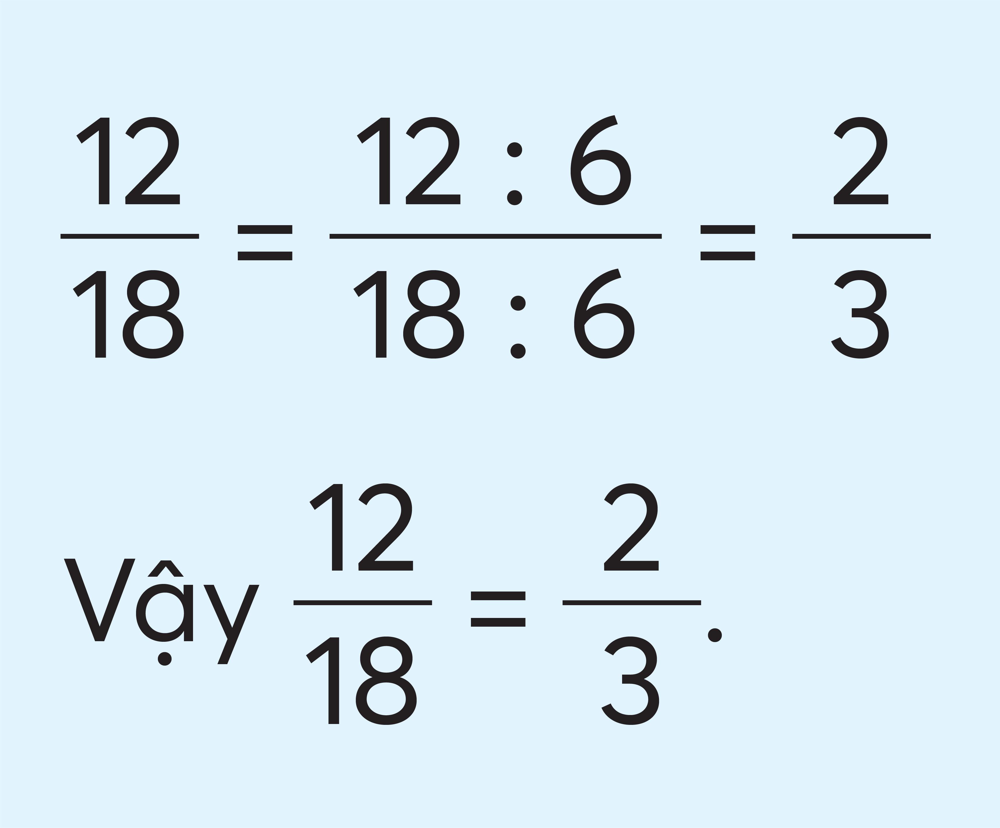 12/18 = 12 : 6/18 : 6 = 2/3
Vậy 12/18 = 2/3.